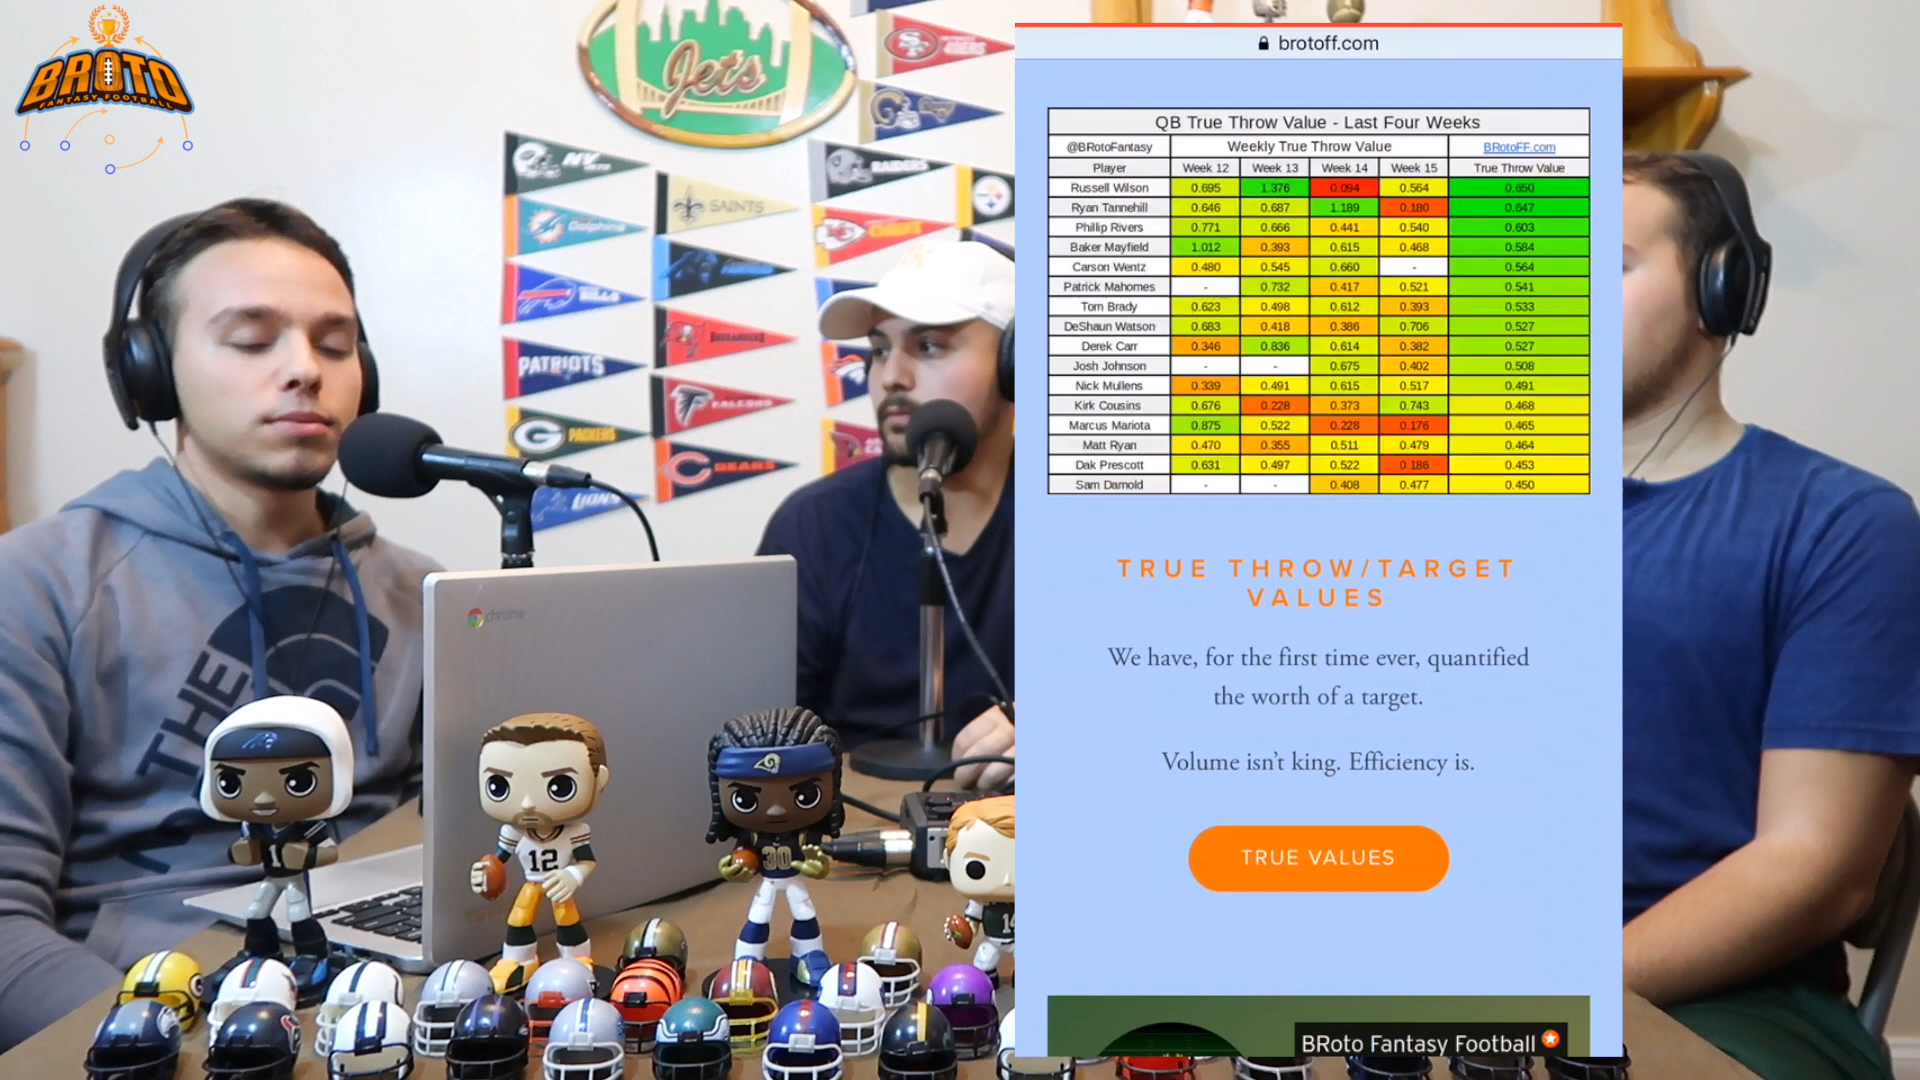 BROTO
FANTASY FOOTBALL
Jets
49ERS
NY
RAIDERS
SAINTS
Dolphins
CHIEFS
BILLS
PATRIOTS
BUCCANEERS
FALCONS
PACKERS
BEARS
LIONS
chrome
THE
12
30
1
brotoff.com
QB True Throw Value - Last Four Weeks
@BRotoFantasy Weekly True Throw Value BRotoFF.com
Player Week 12 Week 13 Week 14 Week 15 True Throw Value
Russell Wilson 0.695 1.376 0.094 0.564 0.650
Ryan Tannehill 0.646 0.687 1.189 0.180 0.647
Phillip Rivers 0.771 0.666 0.441 0.540 0.603
Baker Mayfield 1.012 0.393 0.615 0.468 0.584
Carson Wentz 0.480 0.545 0.660 - 0.564
Patrick Mahomes - 0.732 0.417 0.521 0.541
Tom Brady 0.623 0.498 0.612 0.393 0.533
DeShaun Watson 0.683 0.418 0.386 0.706 0.527
Derek Carr 0.346 0.836 0.614 0.382 0.527
Josh Johnson - - 0.675 0.402 0.508
Nick Mullens 0.339 0.491 0.615 0.517 0.491
Kirk Cousins 0.676 0.228 0.373 0.743 0.468
Marcus Mariota 0.875 0.522 0.228 0.176 0.465
Matt Ryan 0.470 0.355 0.511 0.479 0.464
Dak Prescott 0.631 0.497 0.522 0.186 0.453
Sam Darnold - - 0.408 0.477 0.450
TRUE THROW/TARGET
VALUES
We have, for the first time ever, quantified
the worth of a target.
Volume isn't king. Efficiency is.
TRUE VALUES
BRoto Fantasy Football